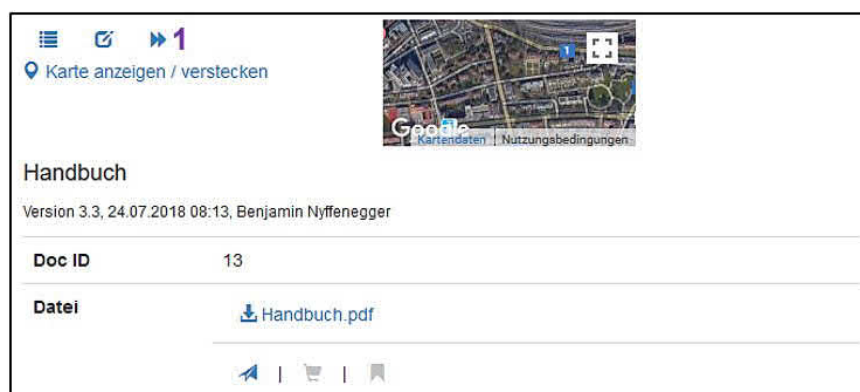 1
Karte anzeigen / verstecken
1
Google
Kartendaten Nutzungsbedingungen
Handbuch
Version 3.3, 24.07.2018 08:13, Benjamin Nyffenegger
Doc ID 13
Datei Handbuch.pdf
| |